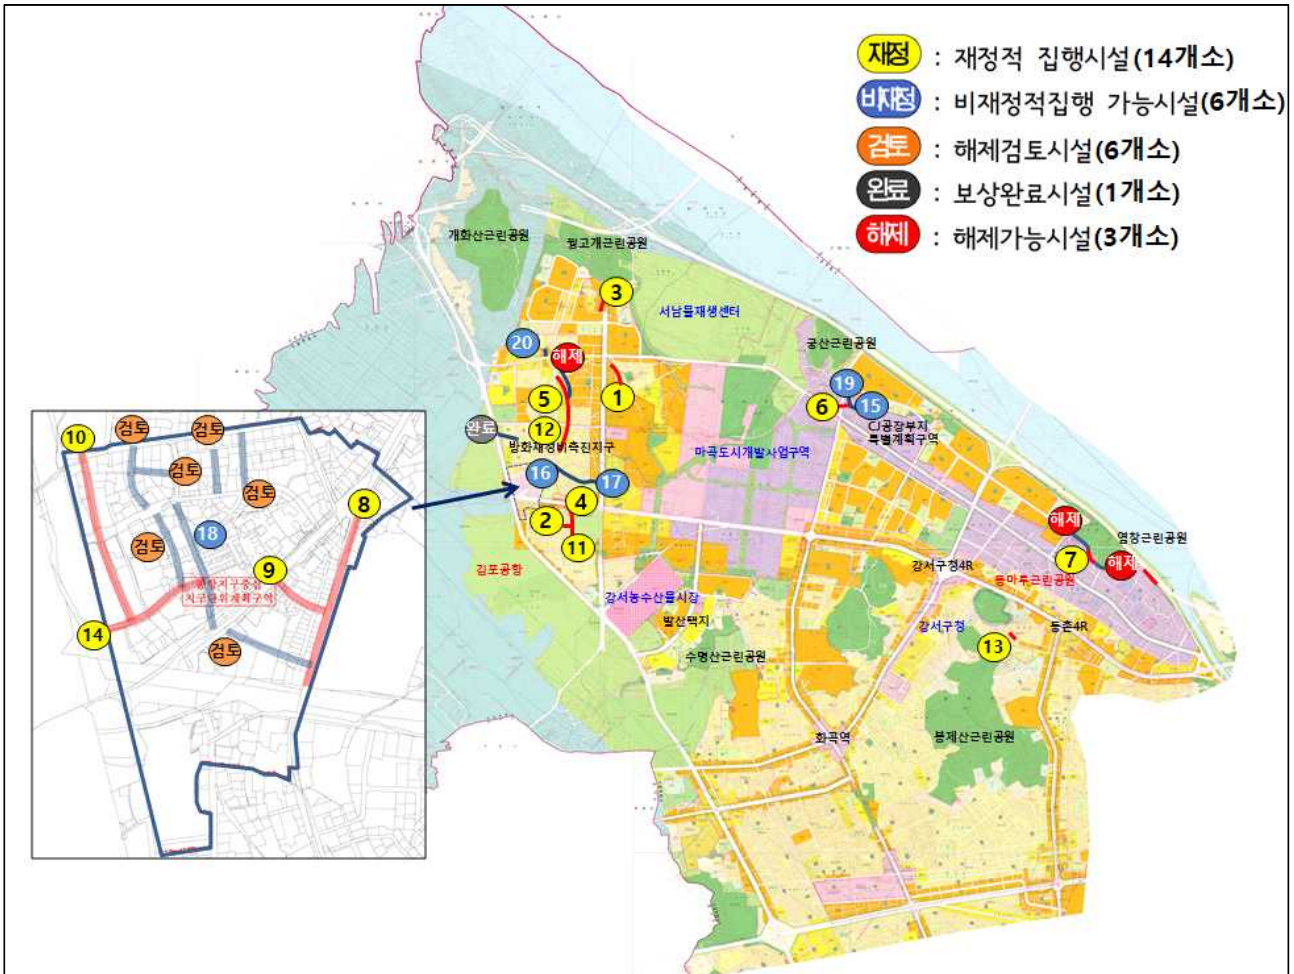 재정 : 재정적 집행시설(14개소)
비재정 : 비재정적집행 가능시설(6개소)
검토 : 해제검토시설(6개소)
완료 : 보상완료시설(1개소)
해제 : 해제가능시설(3개소)
개화산근린공원
꿩고개근린공원
3
서남물재생센터
20
해제
궁산근린공원
19
5
1
6
15
12
CJ공장부지
특별계획구역
완료
방화재정비촉진지구
마곡도시개발사업구역
16
17
4
2
11
해제
염창근린공원
7
해제
김포공항
강서구청4R
등마루근린공원
강서농수산물시장
발산택지
강서구청
등촌4R
13
수명산근린공원
화곡역
봉제산근린공원
10
검토
검토
검토
검토
8
18
검토
9
지구단위계획구역
14
검토